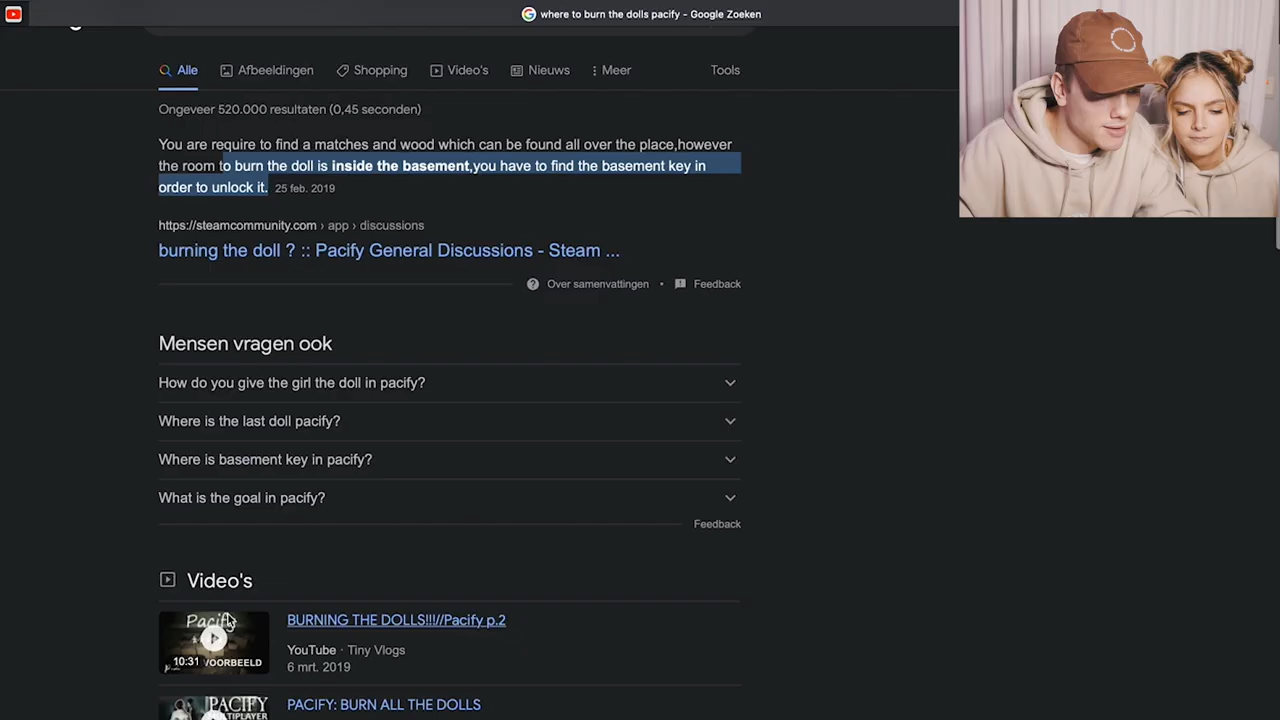 where to burn the dolls pacify - Google Zoeken
Alle
Afbeeldingen
Shopping
Video's
Nieuws
Meer
Tools
Ongeveer 520.000 resultaten (0,45 seconden)
You are require to find a matches and wood which can be found all over the place,however
the room to burn the doll is inside the basement,you have to find the basement key in
order to unlock it. 25 feb. 2019
https://steamcommunity.com › app › discussions
burning the doll ? :: Pacify General Discussions - Steam ...
Over samenvattingen • Feedback
Mensen vragen ook
How do you give the girl the doll in pacify?
Where is the last doll pacify?
Where is basement key in pacify?
What is the goal in pacify?
Feedback
Video's
Pacify
10:31 VOORBEELD
BURNING THE DOLLS!!!//Pacify p.2
YouTube · Tiny Vlogs
6 mrt. 2019
PACIFY
MULTIPLAYER
PACIFY: BURN ALL THE DOLLS